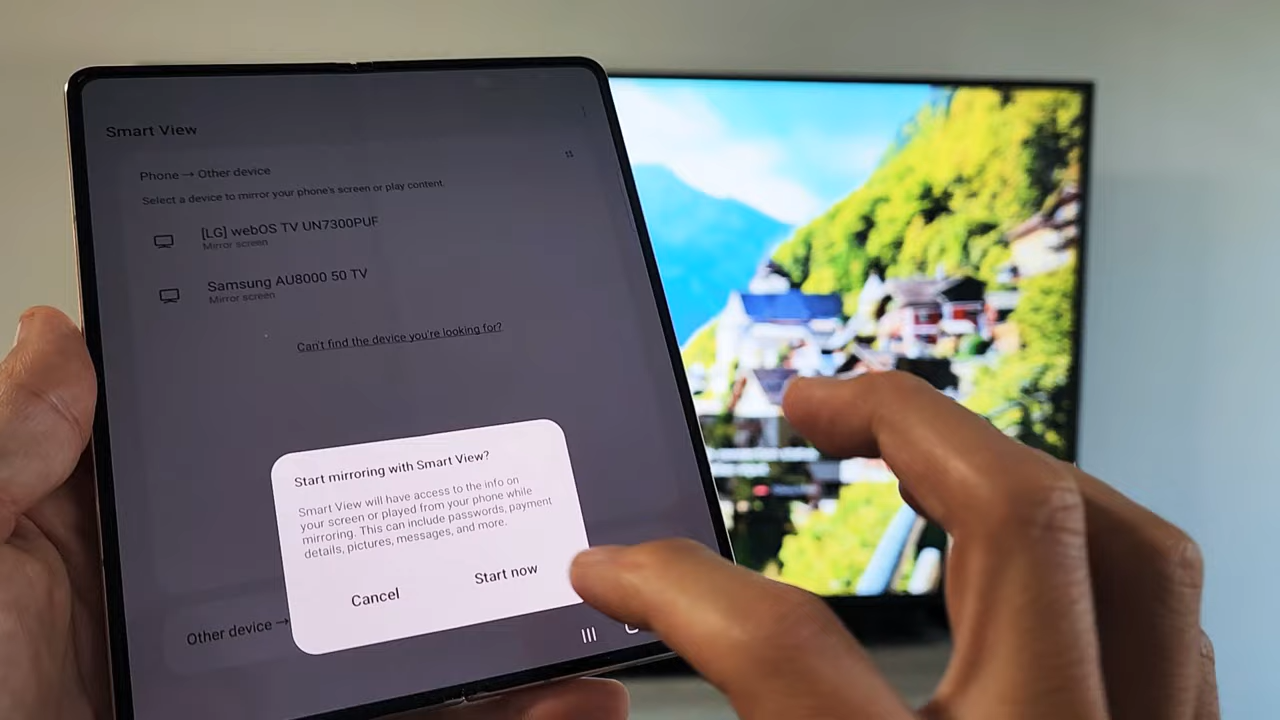 Smart View
Phone → Other device
Select a device to mirror your phone's screen or play content.
[LG] webOS TV UN7300PUF
Mirror screen
Samsung AU8000 50 TV
Mirror screen
Can't find the device you're looking for?
Start mirroring with Smart View?
Smart View will have access to the info on
your screen or played from your phone while
mirroring. This can include passwords, payment
details, pictures, messages, and more.
Cancel
Start now
Other device →